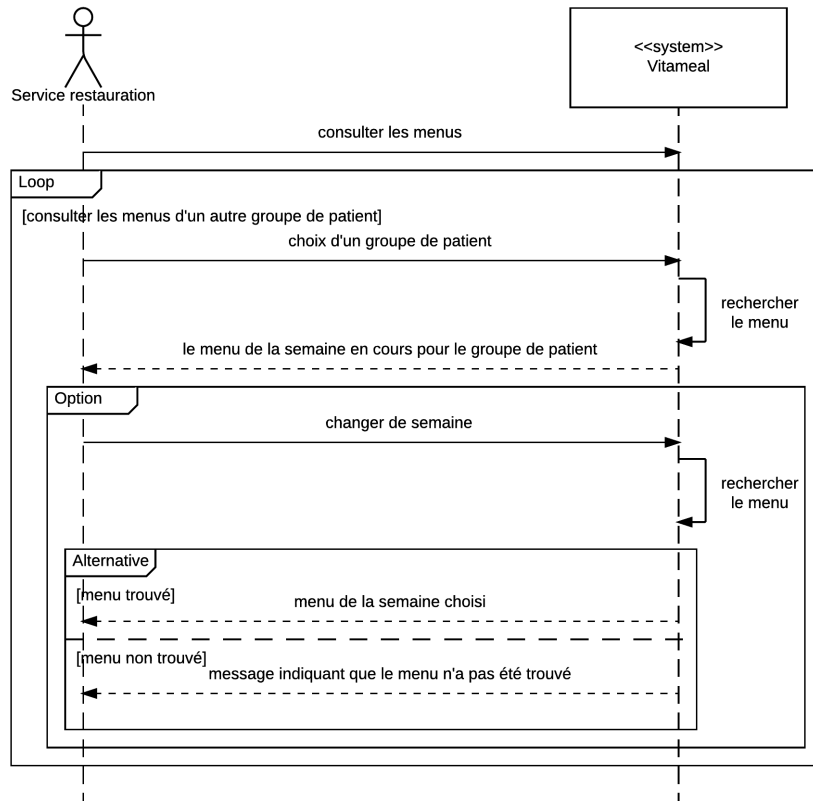 <<system>>
Vitameal
Service restauration
consulter les menus
Loop
[consulter les menus d'un autre groupe de patient]
choix d'un groupe de patient
rechercher
le menu
le menu de la semaine en cours pour le groupe de patient
Option
changer de semaine
rechercher
le menu
Alternative
[menu trouvé]
menu de la semaine choisi
[menu non trouvé]
message indiquant que le menu n'a pas été trouvé